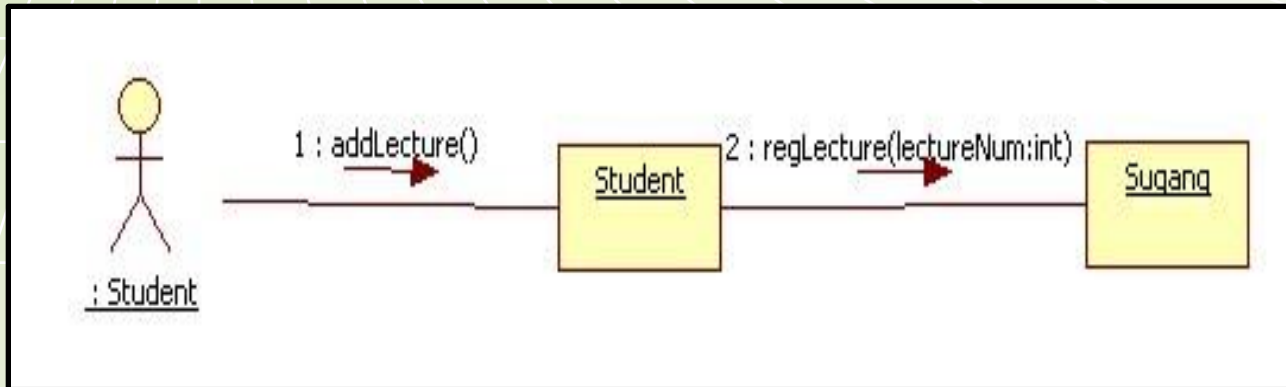 1 : addLecture()
2 : regLecture(lectureNum:int)
Student
Sugang
: Student